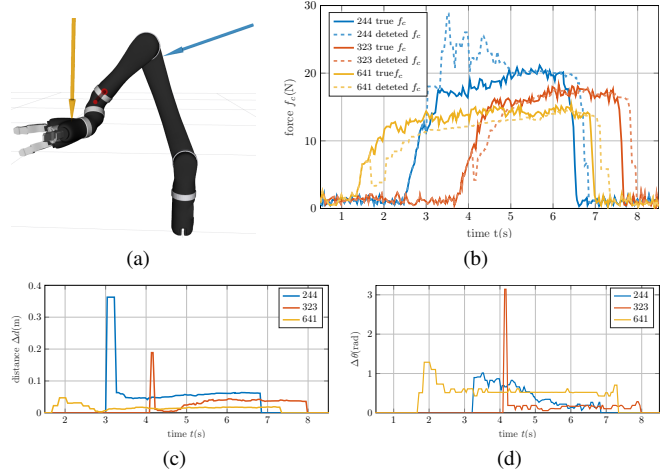 30
20
10
0
force f_c(N)
244 true f_c
244 deteted f_c
323 true f_c
323 deteted f_c
641 truef_c
641 deteted f_c
1 2 3 4 5 6 7 8
time t(s)
(a)
(b)
0.4
0.3
0.2
0.1
0
distance Δd(m)
244
323
641
2 3 4 5 6 7 8
time t(s)
(c)
3
2
1
0
Δθ(rad)
244
323
641
2 3 4 5 6 7 8
time t(s)
(d)